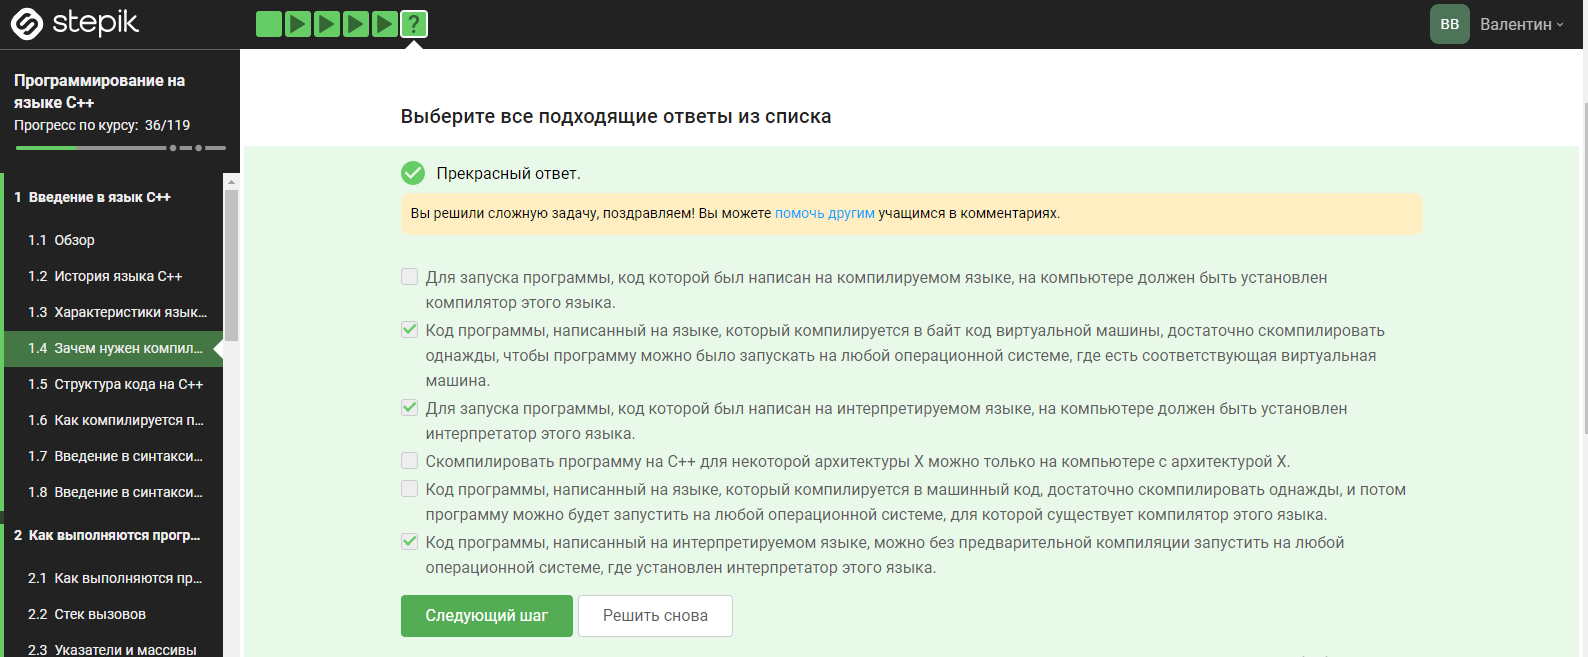 stepik
?
BB
Валентин
Программирование на
языке C++
Прогресс по курсу: 36/119
1 Введение в язык C++
1.1 Обзор
1.2 История языка C++
1.3 Характеристики язык...
1.4 Зачем нужен компил...
1.5 Структура кода на C++
1.6 Как компилируется п...
1.7 Введение в синтакси...
1.8 Введение в синтакси...
2 Как выполняются прогр...
2.1 Как выполняются пр...
2.2 Стек вызовов
2.3 Указатели и массивы
Выберите все подходящие ответы из списка
Прекрасный ответ.
Вы решили сложную задачу, поздравляем! Вы можете помочь другим учащимся в комментариях.
Для запуска программы, код которой был написан на компилируемом языке, на компьютере должен быть установлен
компилятор этого языка.
Код программы, написанный на языке, который компилируется в байт код виртуальной машины, достаточно скомпилировать
однажды, чтобы программу можно было запускать на любой операционной системе, где есть соответствующая виртуальная
машина.
Для запуска программы, код которой был написан на интерпретируемом языке, на компьютере должен быть установлен
интерпретатор этого языка.
Скомпилировать программу на C++ для некоторой архитектуры X можно только на компьютере с архитектурой X.
Код программы, написанный на языке, который компилируется в машинный код, достаточно скомпилировать однажды, и потом
программу можно будет запустить на любой операционной системе, для которой существует компилятор этого языка.
Код программы, написанный на интерпретируемом языке, можно без предварительной компиляции запустить на любой
операционной системе, где установлен интерпретатор этого языка.
Следующий шаг
Решить снова